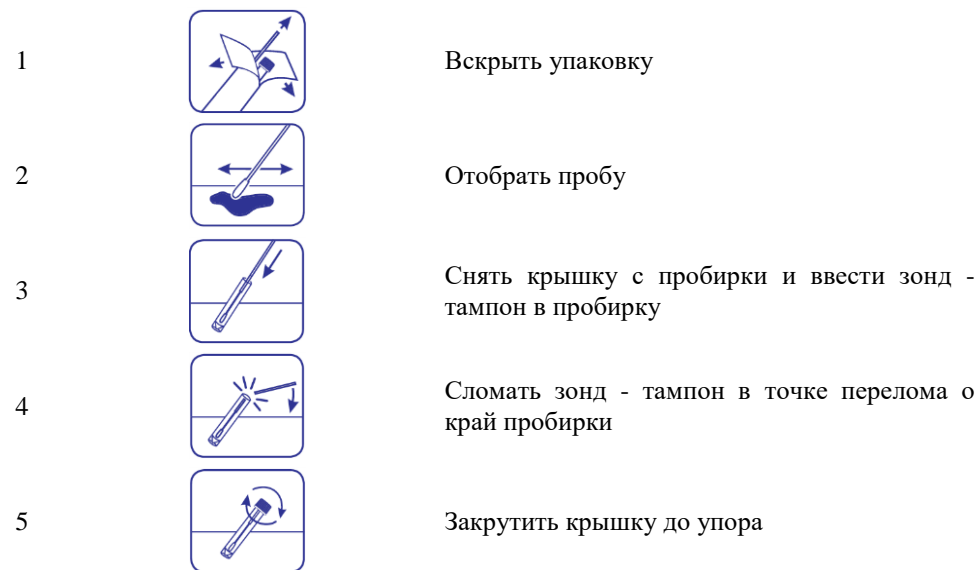 1 Вскрыть упаковку
2 Отобрать пробу
3 Снять крышку с пробирки и ввести зонд -
тампон в пробирку
4 Сломать зонд - тампон в точке перелома о
край пробирки
5 Закрутить крышку до упора